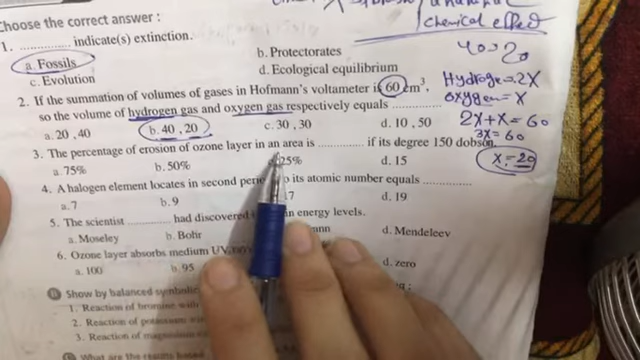 Choose the correct answer :
chemical effect
1. .............. indicate(s) extinction.
a. Fossils
b. Protectorates
c. Evolution
d. Ecological equilibrium
40 20
2. If the summation of volumes of gases in Hofmann's voltameter is 60 cm³,
so the volume of hydrogen gas and oxygen gas respectively equals ............
a. 20 , 40
b. 40 , 20
c. 30 , 30
d. 10 , 50
Hydroge = 2X
oxygen = X
2X + X = 60
3X = 60
X = 20
3. The percentage of erosion of ozone layer in an area is ............ if its degree 150 dobson.
a. 75%
b. 50%
25%
d. 15
4. A halogen element locates in second so its atomic number equals ............
a. 7
b. 9
17
d. 19
5. The scientist ............ had discovered energy levels.
a. Moseley
b. Bohr
d. Mendeleev
6. Ozone layer absorbs medium UV
a. 100
b. 95
d. zero
B Show by balanced symbolic
1. Reaction of bromine with
2. Reaction of potassium with
3. Reaction of magnesium
C What are the results based